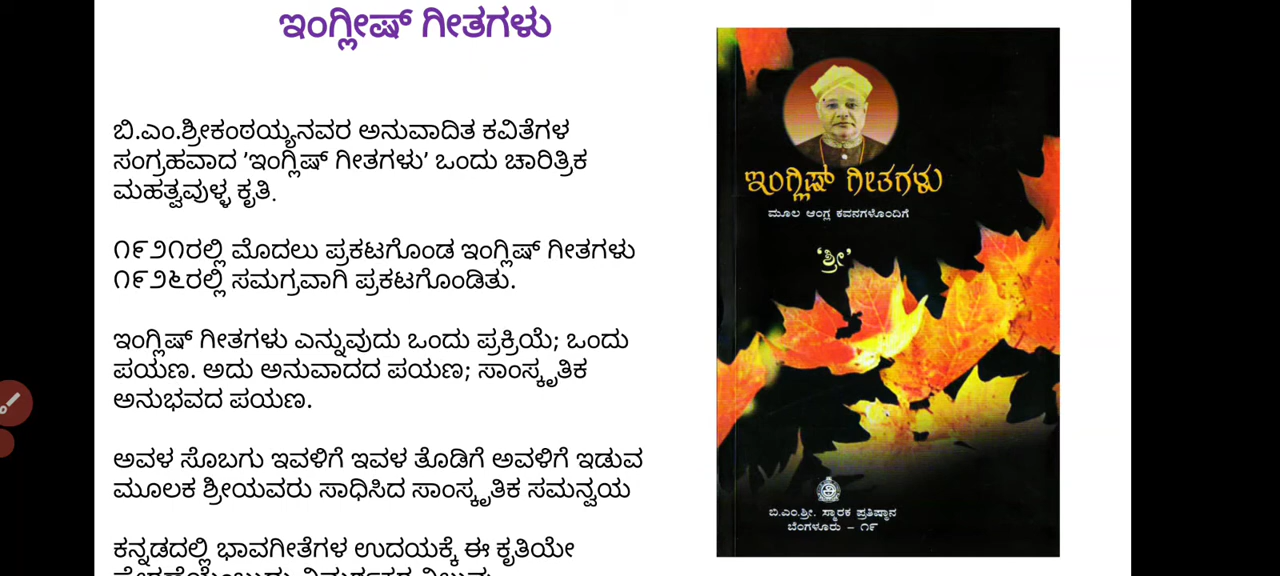 ಇಂಗ್ಲೀಷ್ ಗೀತಗಳು
ಬಿ.ಎಂ.ಶ್ರೀಕಂಠಯ್ಯನವರ ಅನುವಾದಿತ ಕವಿತೆಗಳ
ಸಂಗ್ರಹವಾದ ’ಇಂಗ್ಲಿಷ್ ಗೀತಗಳು’ ಒಂದು ಚಾರಿತ್ರಿಕ
ಮಹತ್ವವುಳ್ಳ ಕೃತಿ.
೧೯೨೧ರಲ್ಲಿ ಮೊದಲು ಪ್ರಕಟಗೊಂಡ ಇಂಗ್ಲಿಷ್ ಗೀತಗಳು
೧೯೨೬ರಲ್ಲಿ ಸಮಗ್ರವಾಗಿ ಪ್ರಕಟಗೊಂಡಿತು.
ಇಂಗ್ಲಿಷ್ ಗೀತಗಳು ಎನ್ನುವುದು ಒಂದು ಪ್ರಕ್ರಿಯೆ; ಒಂದು
ಪಯಣ. ಅದು ಅನುವಾದದ ಪಯಣ; ಸಾಂಸ್ಕೃತಿಕ
ಅನುಭವದ ಪಯಣ.
ಅವಳ ಸೊಬಗು ಇವಳಿಗೆ ಇವಳ ತೊಡಿಗೆ ಅವಳಿಗೆ ಇಡುವ
ಮೂಲಕ ಶ್ರೀಯವರು ಸಾಧಿಸಿದ ಸಾಂಸ್ಕೃತಿಕ ಸಮನ್ವಯ
ಕನ್ನಡದಲ್ಲಿ ಭಾವಗೀತೆಗಳ ಉದಯಕ್ಕೆ ಈ ಕೃತಿಯೇ
ಇಂಗ್ಲಿಷ್ ಗೀತಗಳು
ಮೂಲ ಆಂಗ್ಲ ಕವನಗಳೊಂದಿಗೆ
‘ಶ್ರೀ’
ಬಿ.ಎಂ.ಶ್ರೀ. ಸ್ಮಾರಕ ಪ್ರತಿಷ್ಠಾನ
ಬೆಂಗಳೂರು – ೧೯